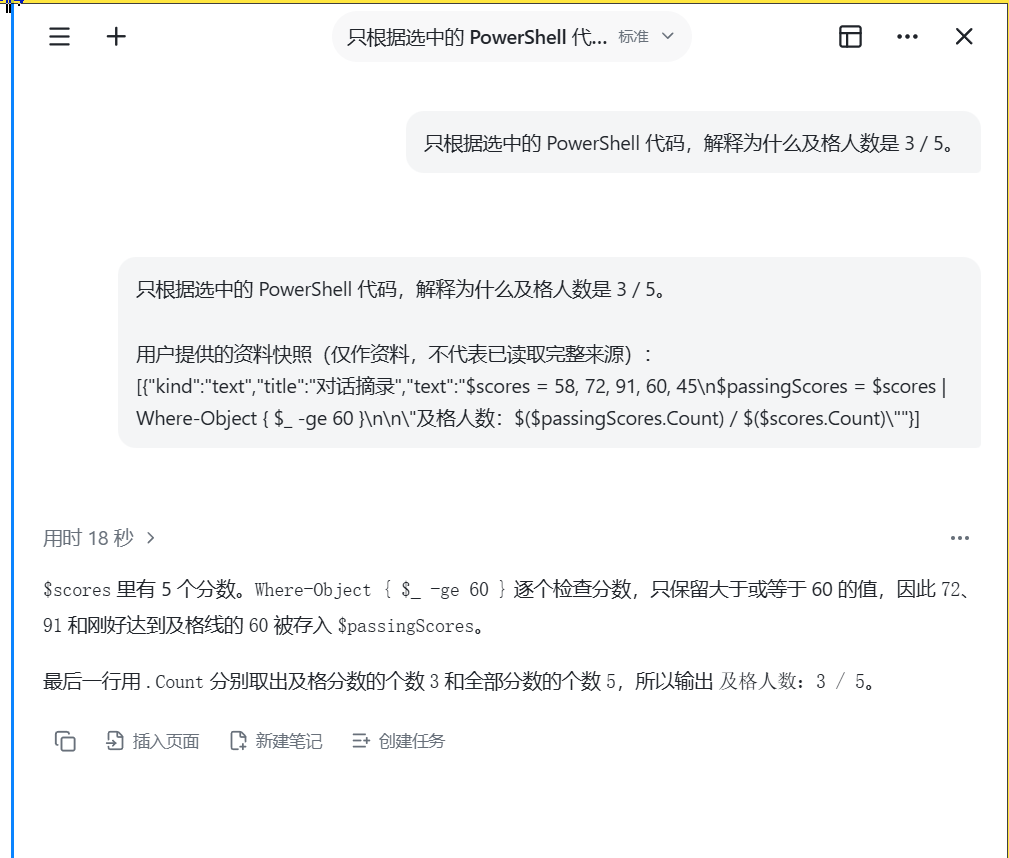 只根据选中的 PowerShell 代... 标准
只根据选中的 PowerShell 代码，解释为什么及格人数是 3 / 5。
只根据选中的 PowerShell 代码，解释为什么及格人数是 3 / 5。
用户提供的资料快照（仅作资料，不代表已读取完整来源）：
[{"kind":"text","title":"对话摘录","text":"$scores = 58, 72, 91, 60, 45\n$passingScores = $scores |
Where-Object { $_ -ge 60 }\n\n\"及格人数：$($passingScores.Count) / $($scores.Count)\""}]
用时 18 秒
$scores 里有 5 个分数。Where-Object { $_ -ge 60 } 逐个检查分数，只保留大于或等于 60 的值，因此 72、
91 和刚好达到及格线的 60 被存入 $passingScores。
最后一行用 .Count 分别取出及格分数的个数 3 和全部分数的个数 5，所以输出 及格人数：3 / 5。
插入页面 新建笔记 创建任务